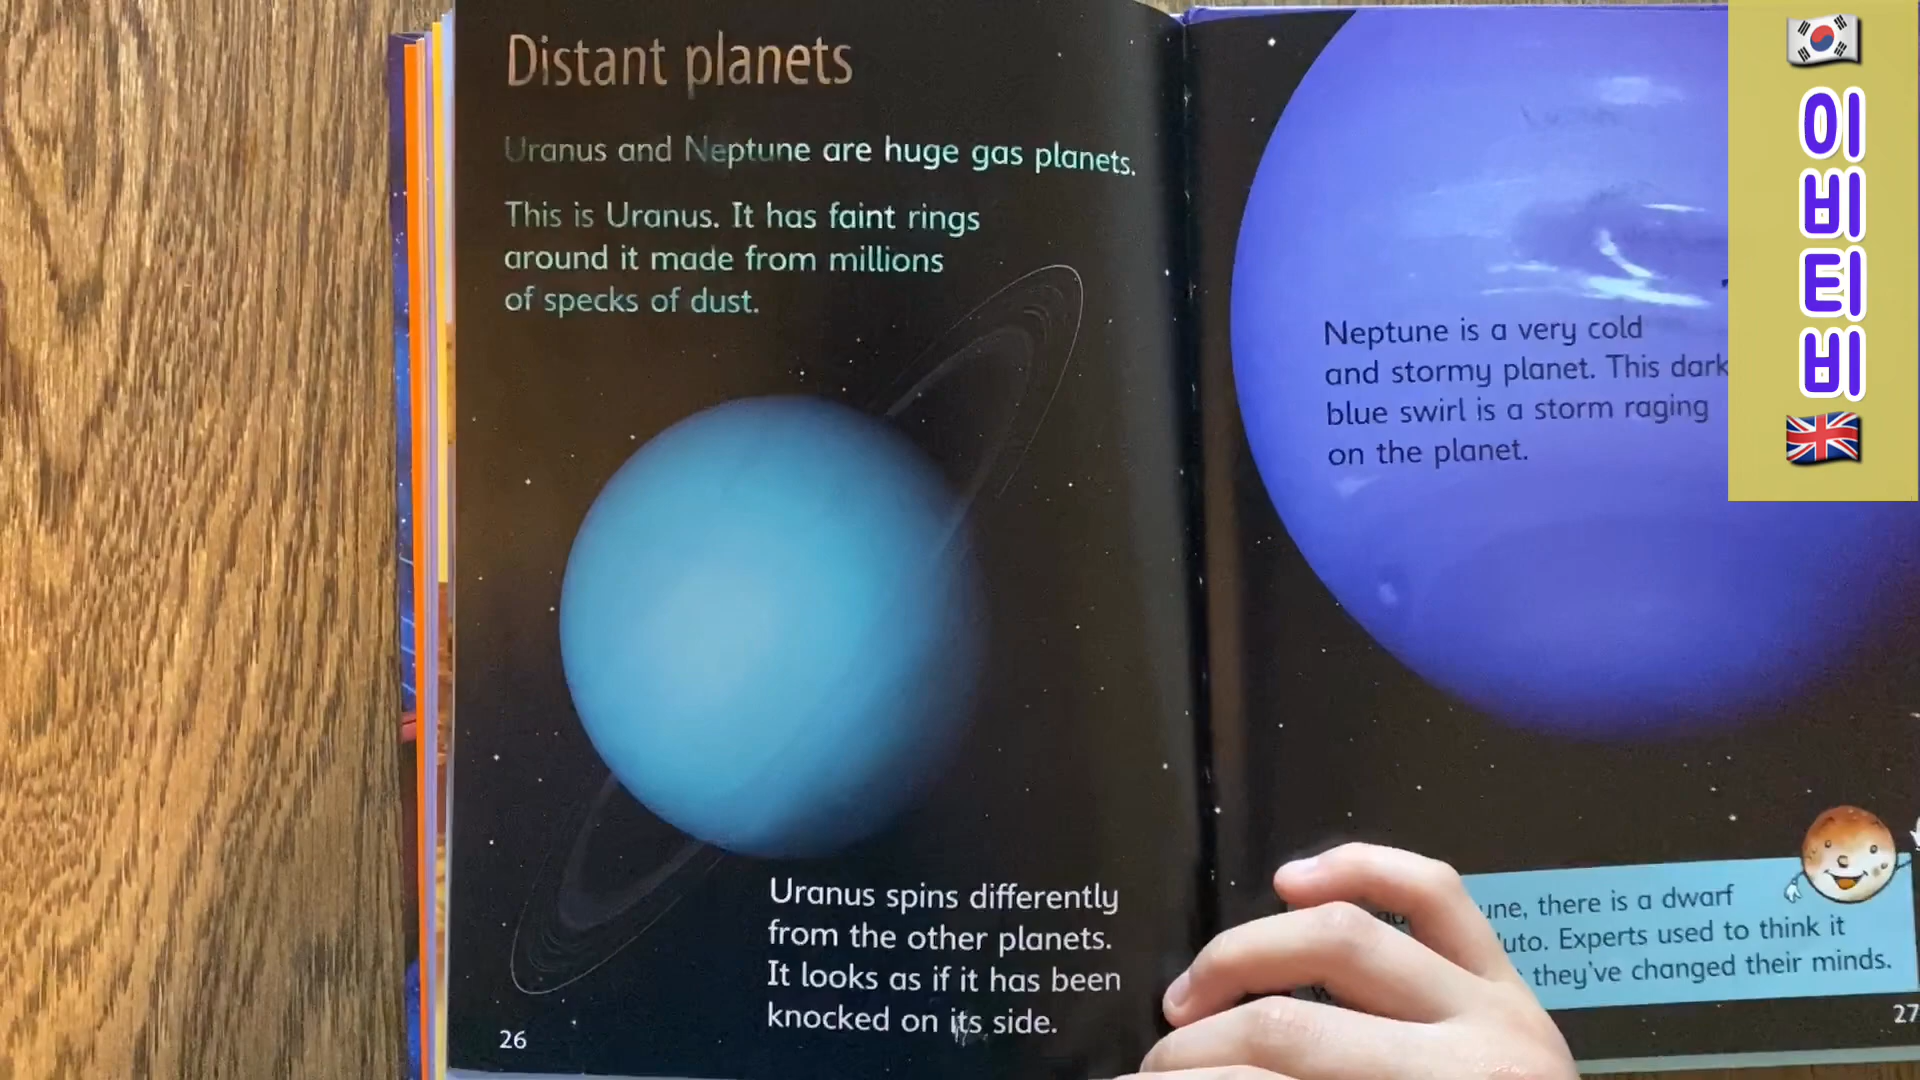 Distant planets
Uranus and Neptune are huge gas planets.
This is Uranus. It has faint rings
around it made from millions
of specks of dust.
Uranus spins differently
from the other planets.
It looks as if it has been
knocked on its side.
26
Neptune is a very cold
and stormy planet. This dark
blue swirl is a storm raging
on the planet.
there is a dwarf
Experts used to think it
they've changed their minds.
27
이비티비